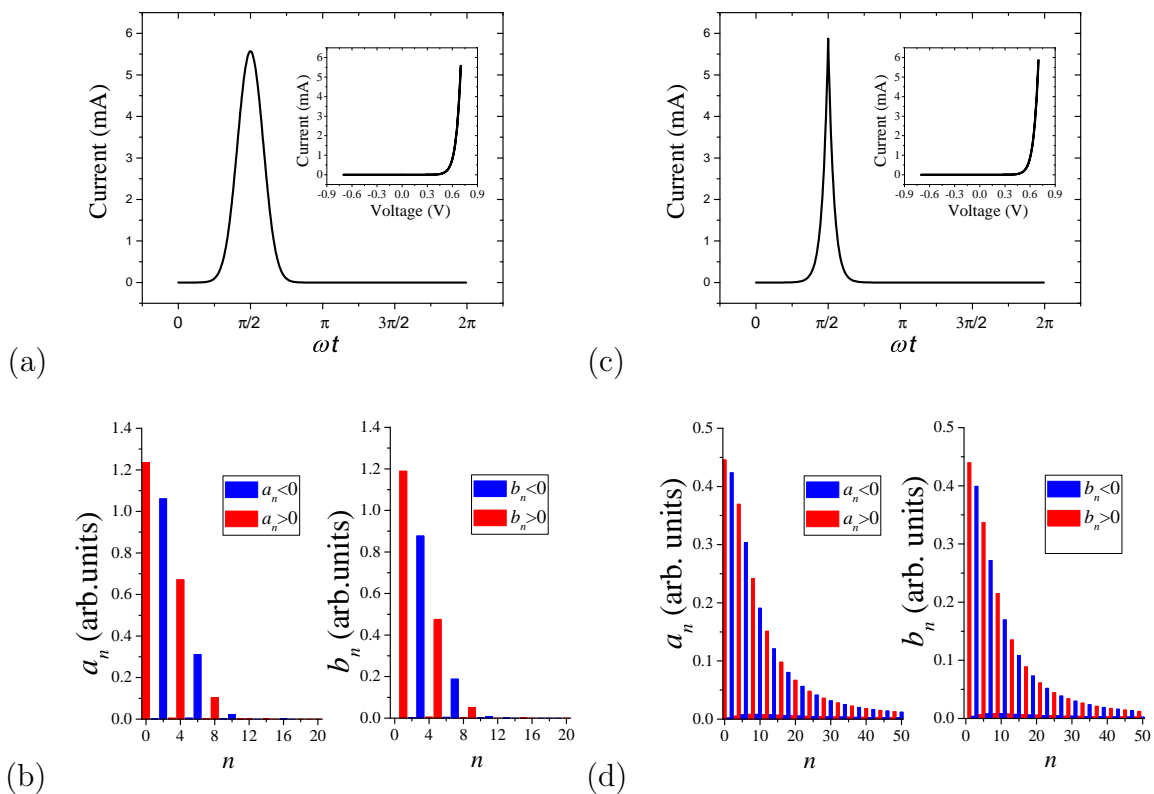 6
5
4
3
2
1
0
Current (mA)
0 π/2 π 3π/2 2π
ωt
6
5
4
3
2
1
0
Current (mA)
-0.9 -0.6 -0.3 0.0 0.3 0.6 0.9
Voltage (V)
(a)
6
5
4
3
2
1
0
Current (mA)
0 π/2 π 3π/2 2π
ωt
6
5
4
3
2
1
0
Current (mA)
-0.9 -0.6 -0.3 0.0 0.3 0.6 0.9
Voltage (V)
(c)
1.4
1.2
1.0
0.8
0.6
0.4
0.2
0.0
aₙ (arb.units)
aₙ<0
aₙ>0
0 4 8 12 16 20
n
1.4
1.2
1.0
0.8
0.6
0.4
0.2
0.0
bₙ (arb.units)
bₙ<0
bₙ>0
0 4 8 12 16 20
n
(b)
0.5
0.4
0.3
0.2
0.1
0.0
aₙ (arb. units)
aₙ<0
aₙ>0
0 10 20 30 40 50
n
0.5
0.4
0.3
0.2
0.1
0.0
bₙ (arb. units)
bₙ<0
bₙ>0
0 10 20 30 40 50
n
(d)